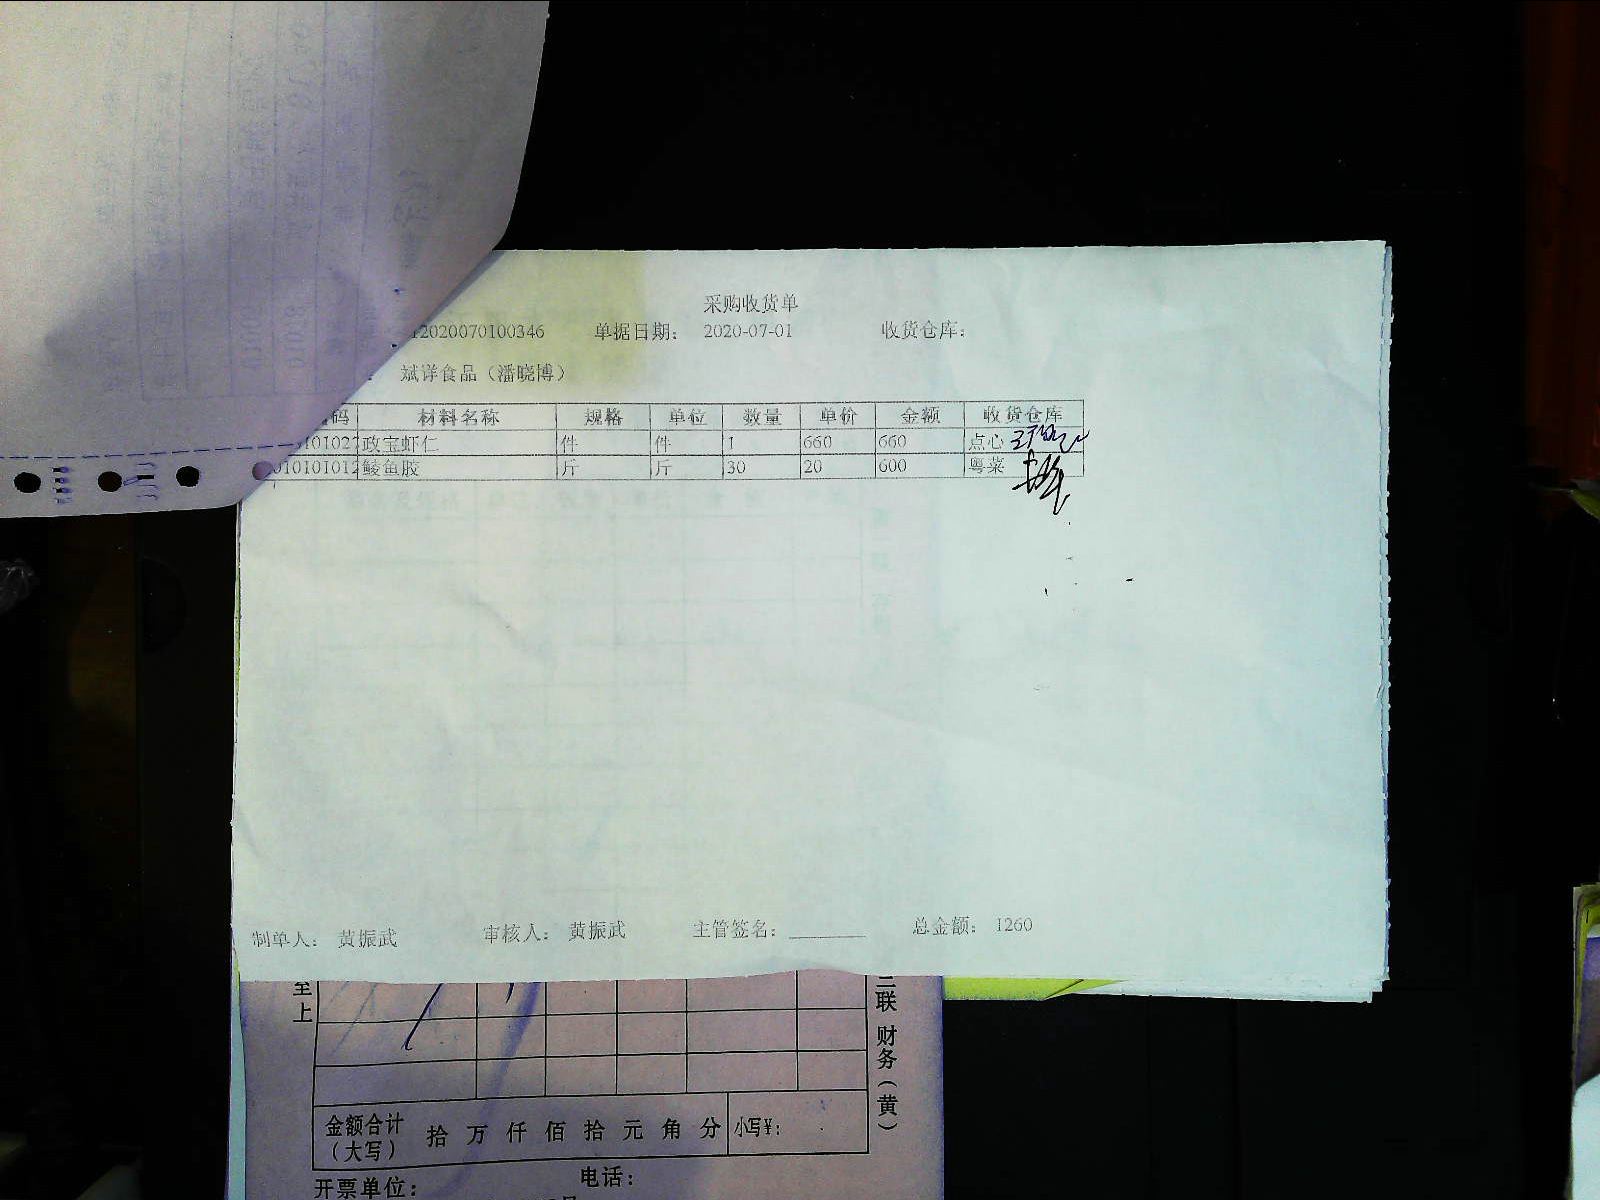 采购收货单
2020070100346 单据日期: 2020-07-01 收货仓库:
斌详食品（潘晓博）
码 材料名称 规格 单位 数量 单价 金额 收货仓库
101027 政宝虾仁 件 件 1 660 660 点心
010101012 鲮鱼胶 斤 斤 30 20 600 粤菜
制单人: 黄振武 审核人: 黄振武 主管签名: ________ 总金额: 1260
至上
三联 财务（黄）
金额合计（大写） 拾 万 仟 佰 拾 元 角 分 小写¥:
开票单位: 电话: